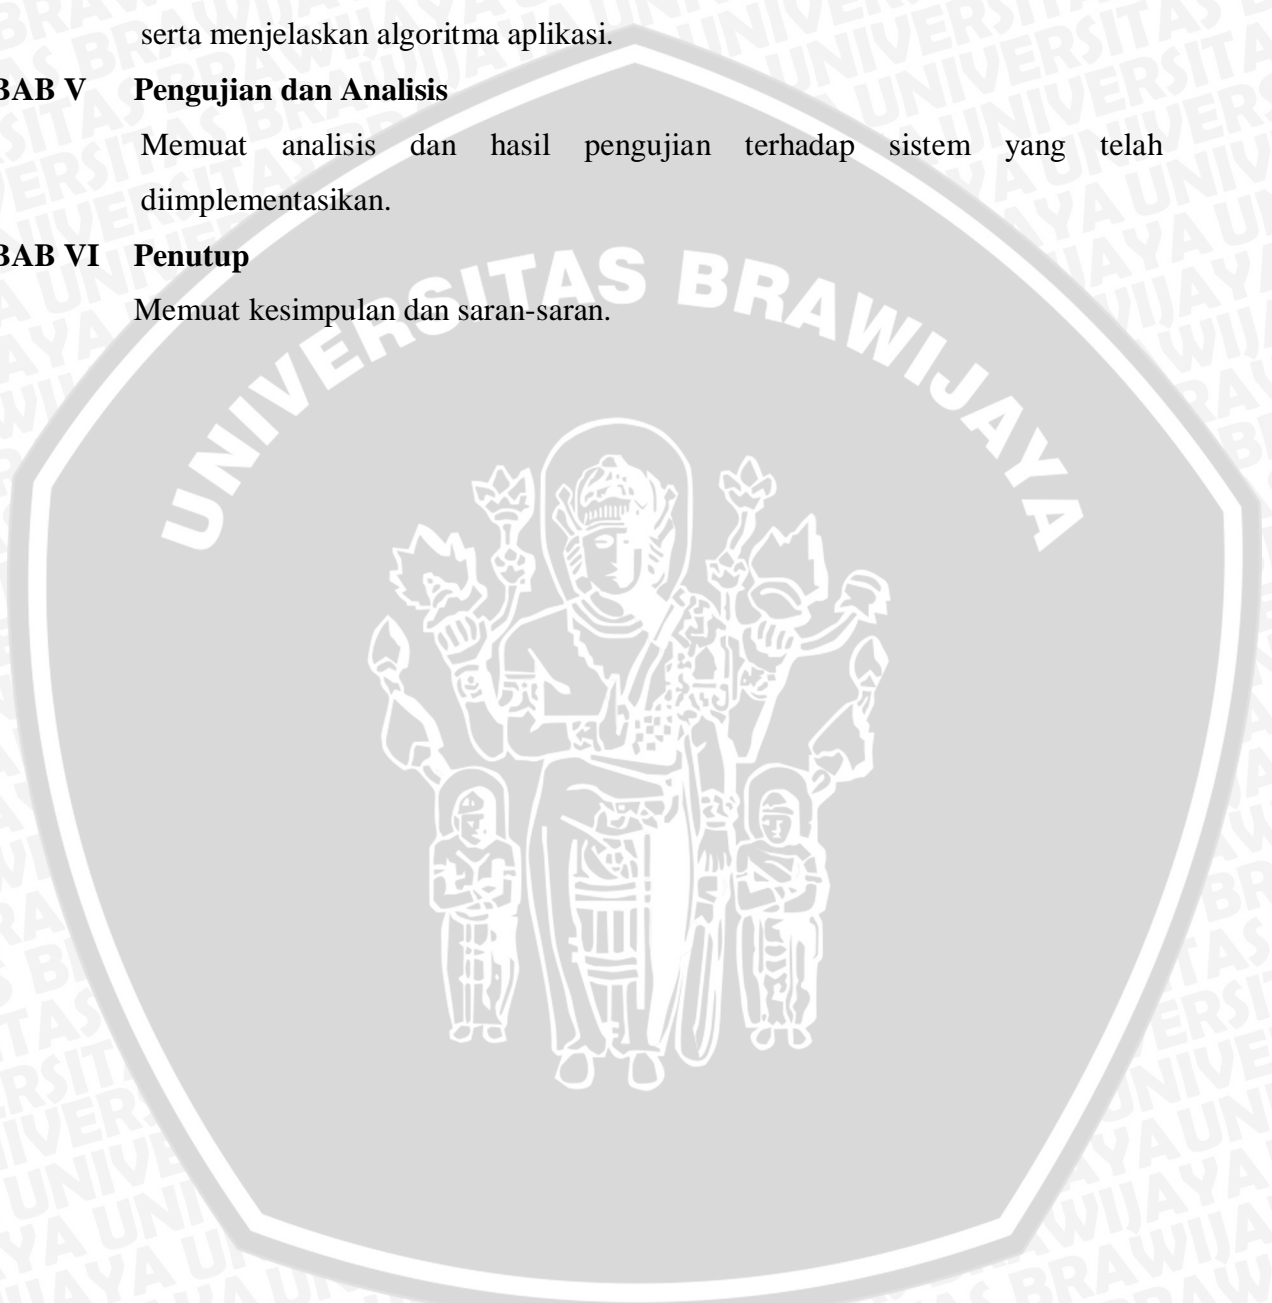 serta menjelaskan algoritma aplikasi.
BAB V Pengujian dan Analisis
Memuat analisis dan hasil pengujian terhadap sistem yang telah
diimplementasikan.
BAB VI Penutup
Memuat kesimpulan dan saran-saran.
UNIVERSITAS BRAWIJAYA